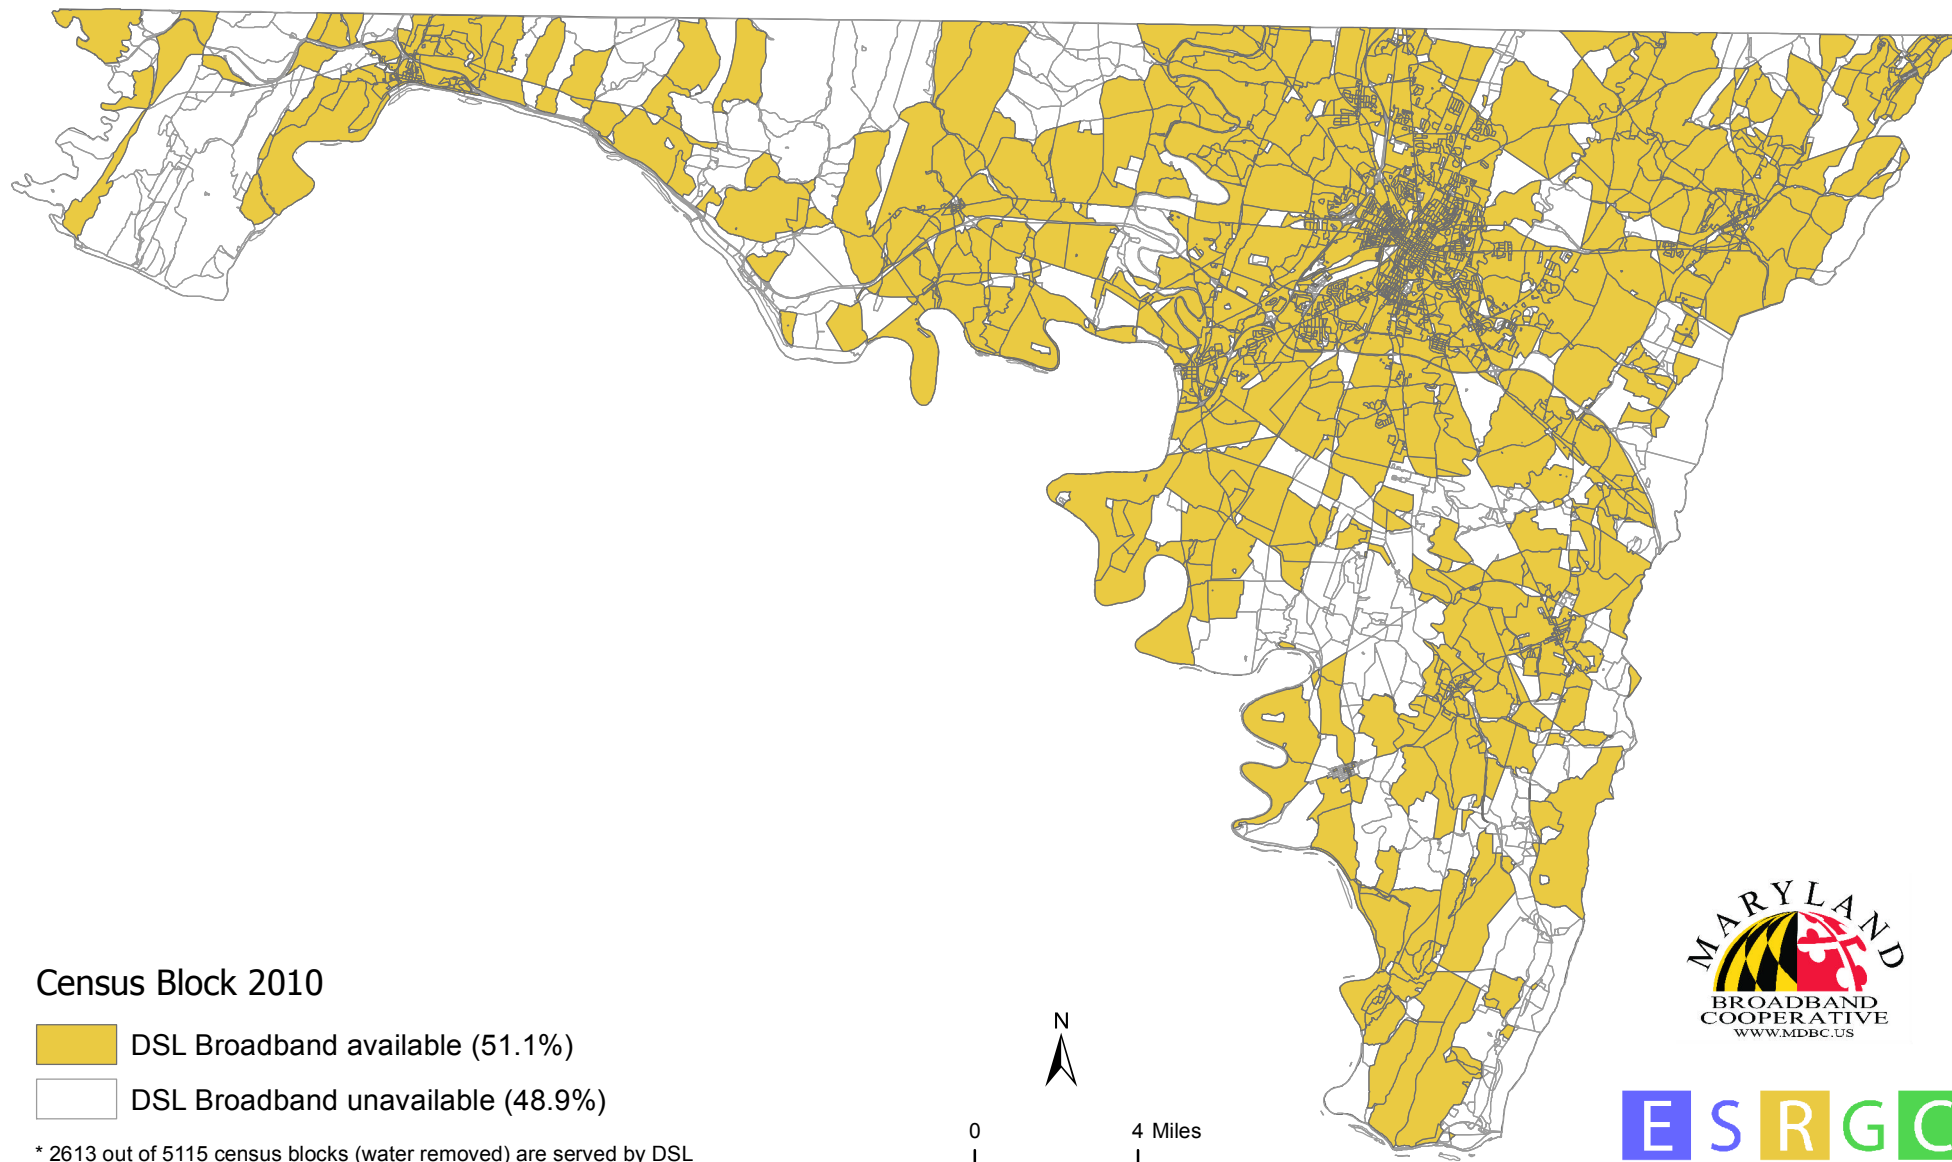 Census Block 2010
DSL Broadband available (51.1%)
DSL Broadband unavailable (48.9%)
* 2613 out of 5115 census blocks (water removed) are served by DSL
N
0 4 Miles
MARYLAND
BROADBAND
COOPERATIVE
WWW.MDBC.US
ESRGC